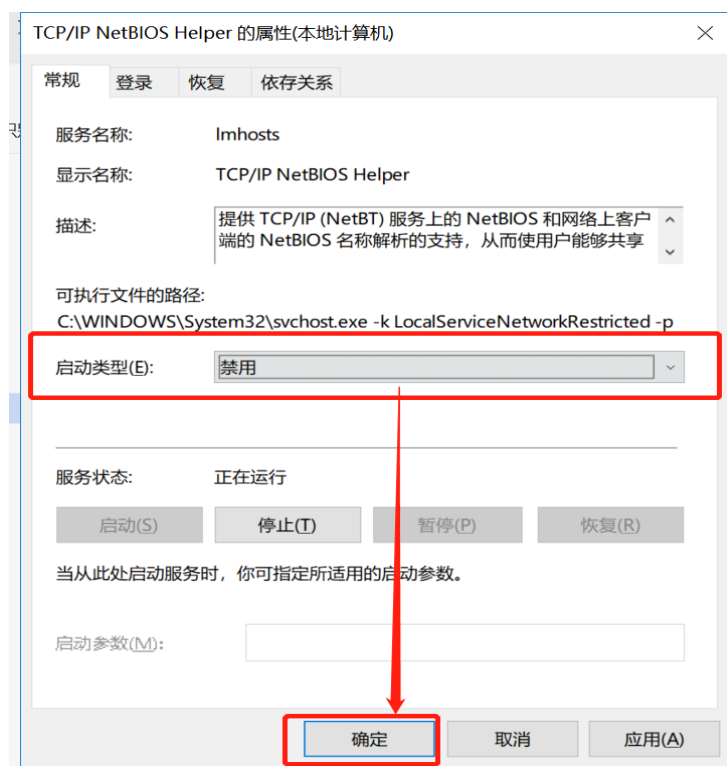 TCP/IP NetBIOS Helper 的属性(本地计算机)
常规 登录 恢复 依存关系
服务名称: lmhosts
显示名称: TCP/IP NetBIOS Helper
描述: 提供 TCP/IP (NetBT) 服务上的 NetBIOS 和网络上客户
端的 NetBIOS 名称解析的支持，从而使用户能够共享
可执行文件的路径:
C:\WINDOWS\System32\svchost.exe -k LocalServiceNetworkRestricted -p
启动类型(E): 禁用
服务状态: 正在运行
启动(S) 停止(T) 暂停(P) 恢复(R)
当从此处启动服务时，你可指定所适用的启动参数。
启动参数(M):
确定 取消 应用(A)